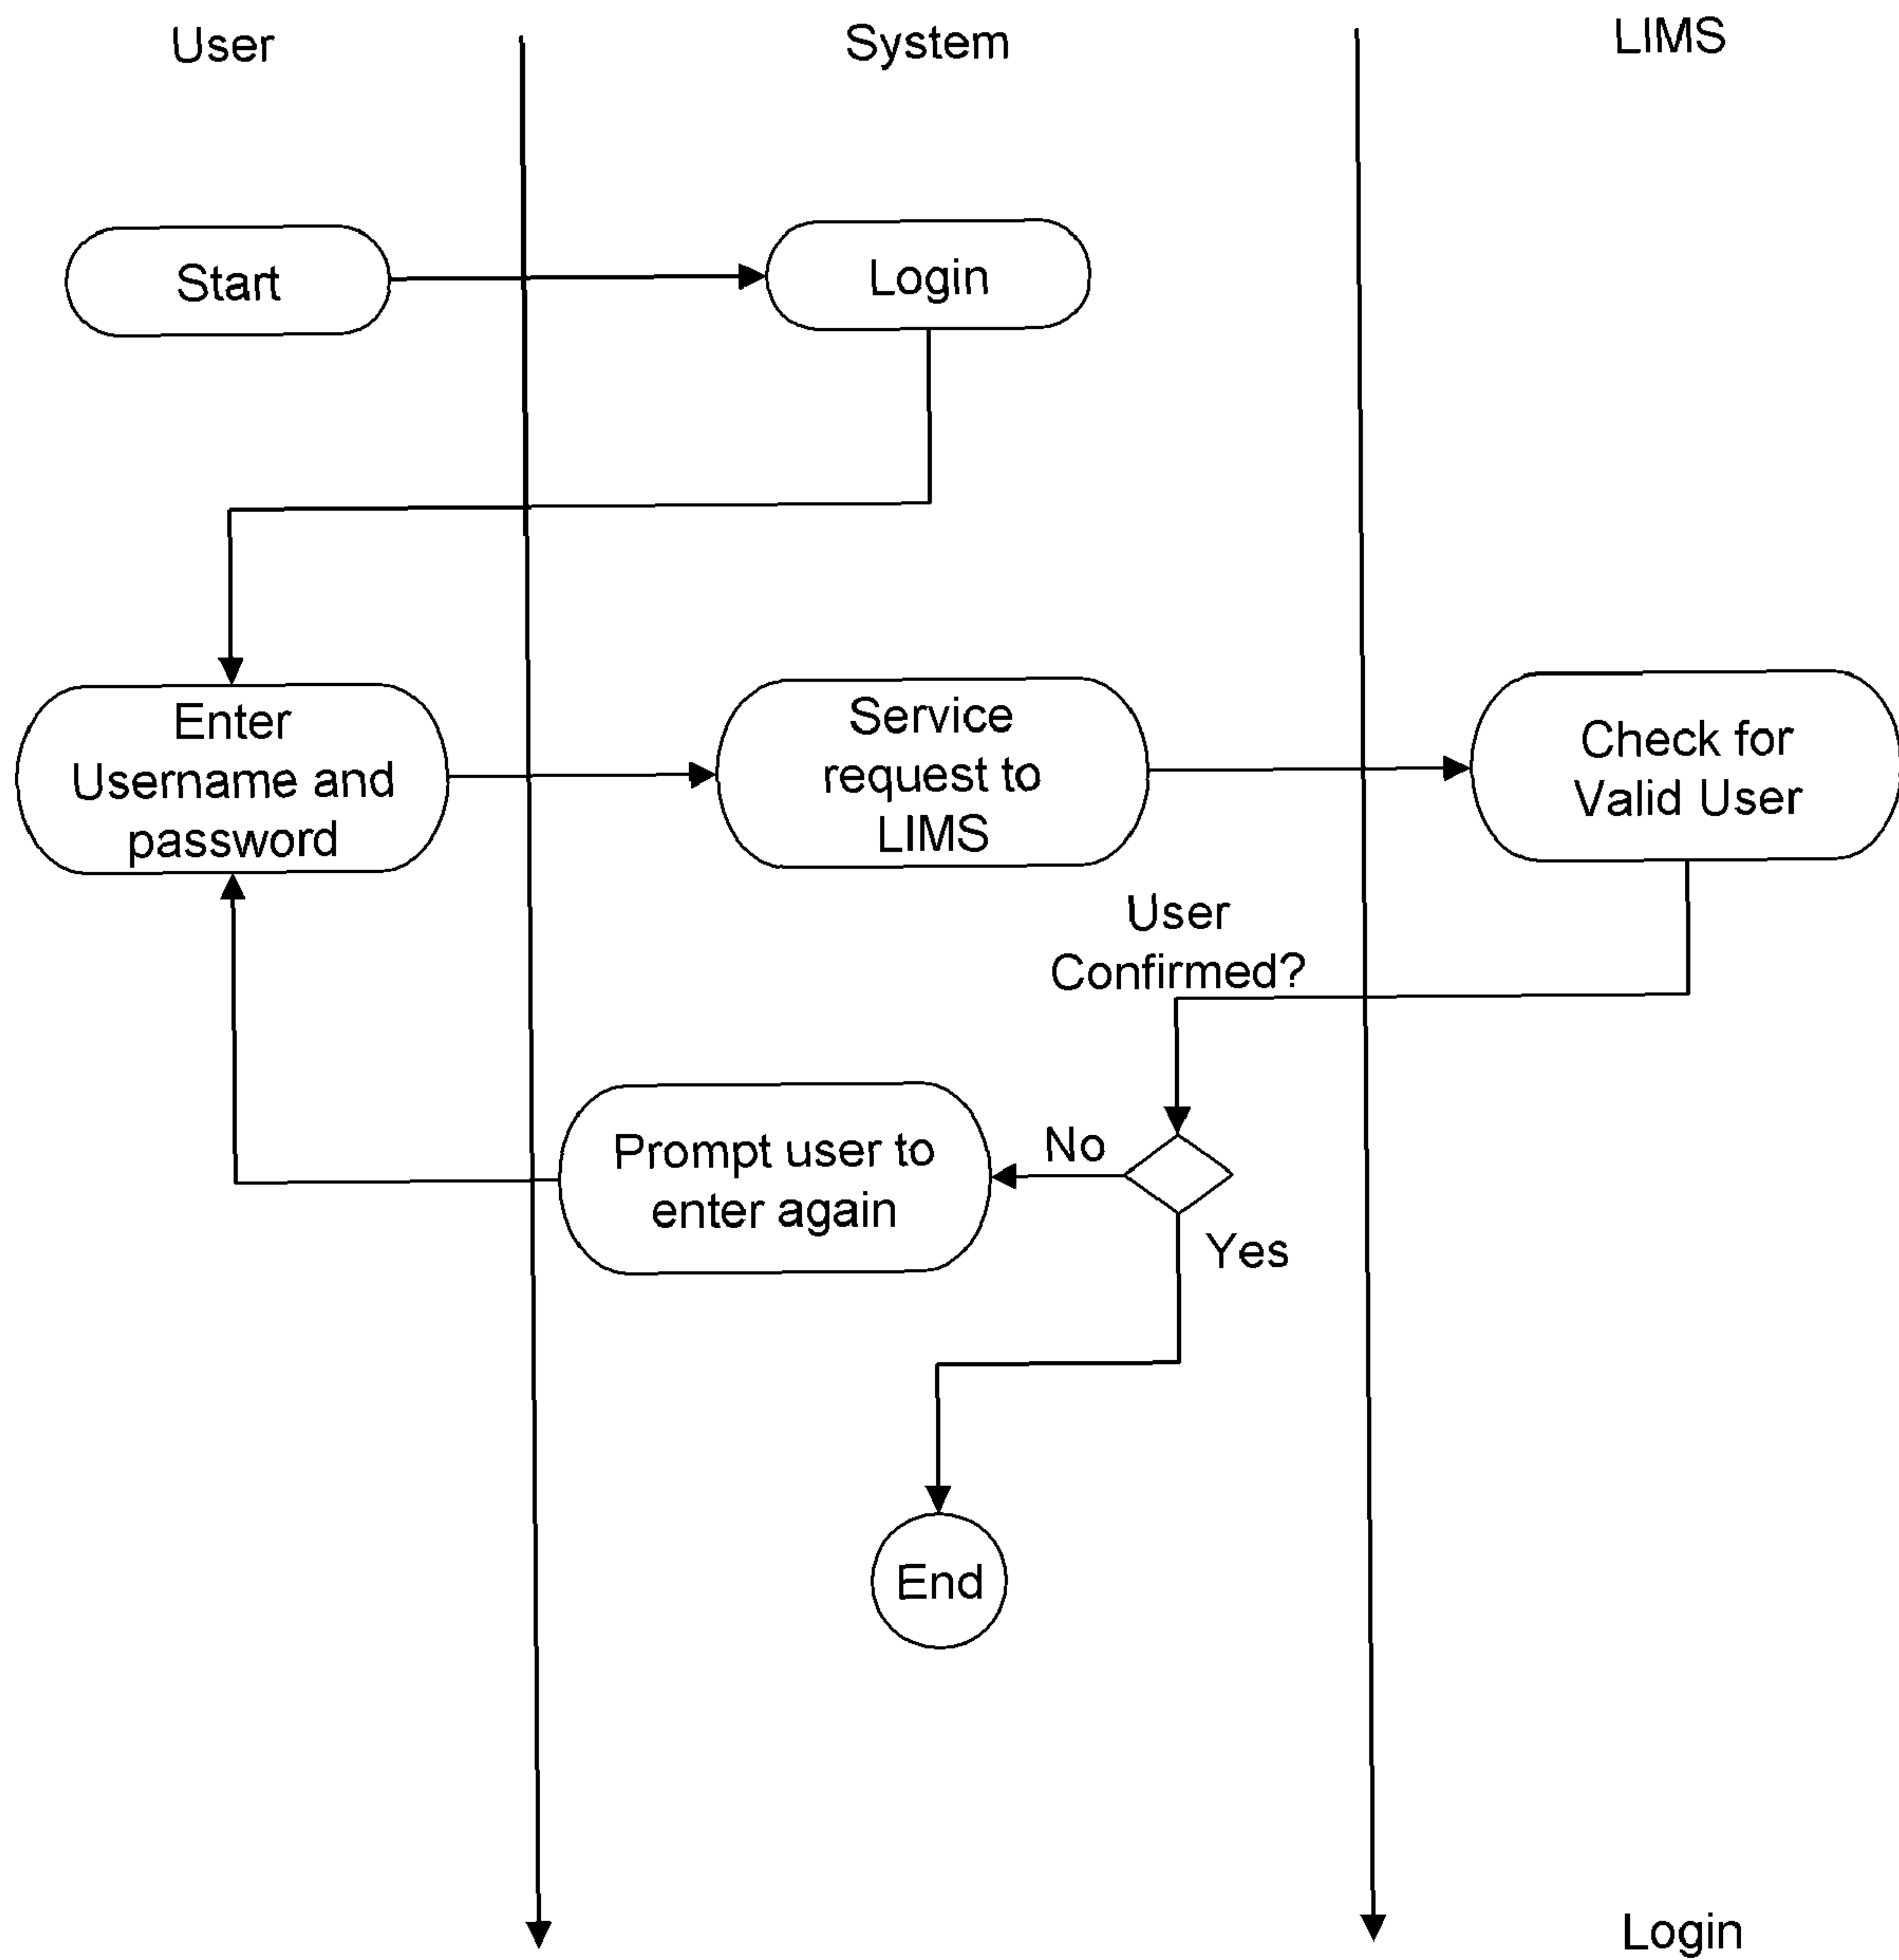 User
System
LIMS
Start
Login
Enter
Username and
password
Service
request to
LIMS
Check for
Valid User
User
Confirmed?
Prompt user to
enter again
No
Yes
End
Login